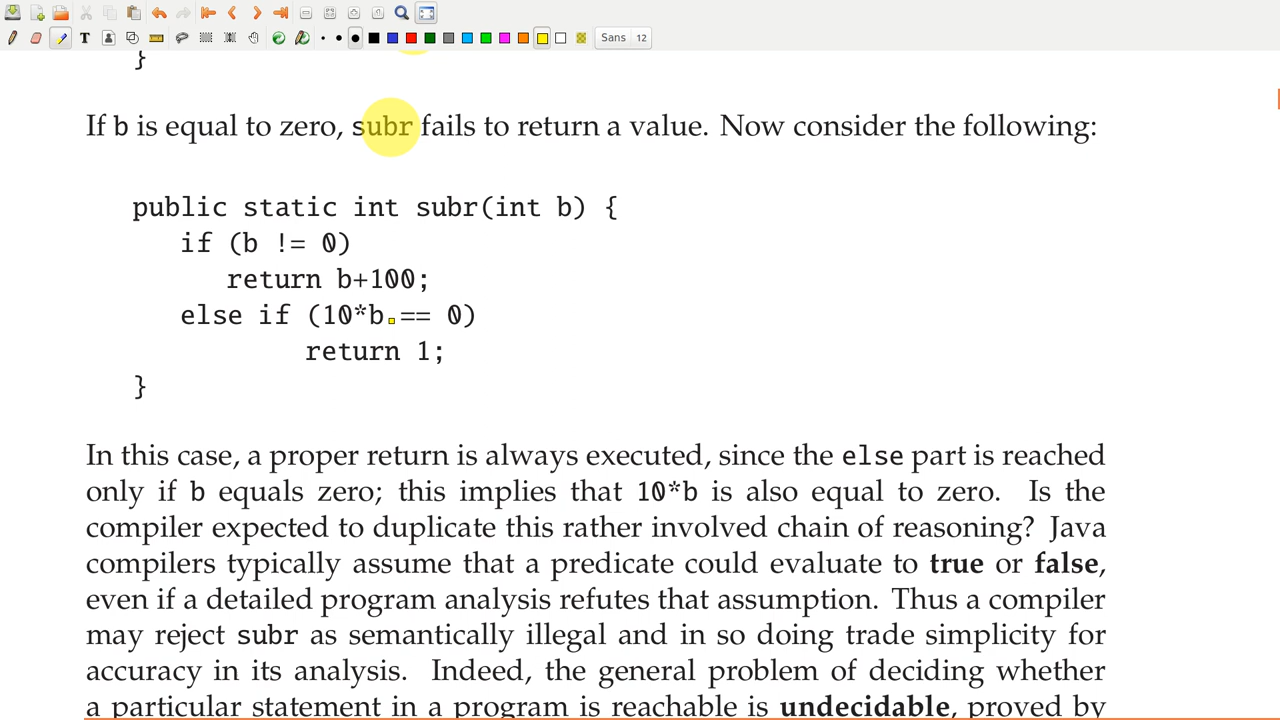 Sans 12
}
If b is equal to zero, subr fails to return a value. Now consider the following:
public static int subr(int b) {
if (b != 0)
return b+100;
else if (10*b == 0)
return 1;
}
In this case, a proper return is always executed, since the else part is reached
only if b equals zero; this implies that 10*b is also equal to zero. Is the
compiler expected to duplicate this rather involved chain of reasoning? Java
compilers typically assume that a predicate could evaluate to true or false,
even if a detailed program analysis refutes that assumption. Thus a compiler
may reject subr as semantically illegal and in so doing trade simplicity for
accuracy in its analysis. Indeed, the general problem of deciding whether
a particular statement in a program is reachable is undecidable, proved by